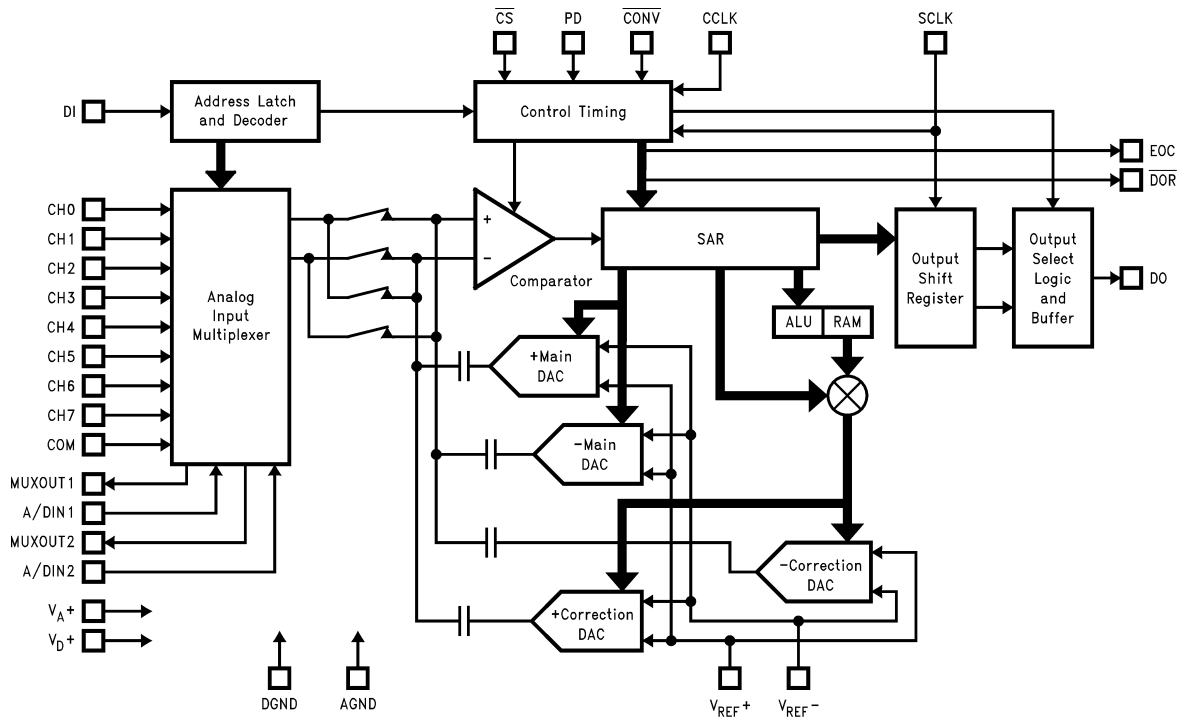 CS PD CONV CCLK SCLK
DI
Address Latch
and Decoder
Control Timing
EOC
DOR
CH0
CH1
CH2
CH3
CH4
CH5
CH6
CH7
COM
MUXOUT1
A/DIN1
MUXOUT2
A/DIN2
VA+
VD+
Analog
Input
Multiplexer
+
−
Comparator
SAR
ALU RAM
Output
Shift
Register
Output
Select
Logic
and
Buffer
DO
+Main
DAC
−Main
DAC
−Correction
DAC
+Correction
DAC
DGND AGND VREF+ VREF−